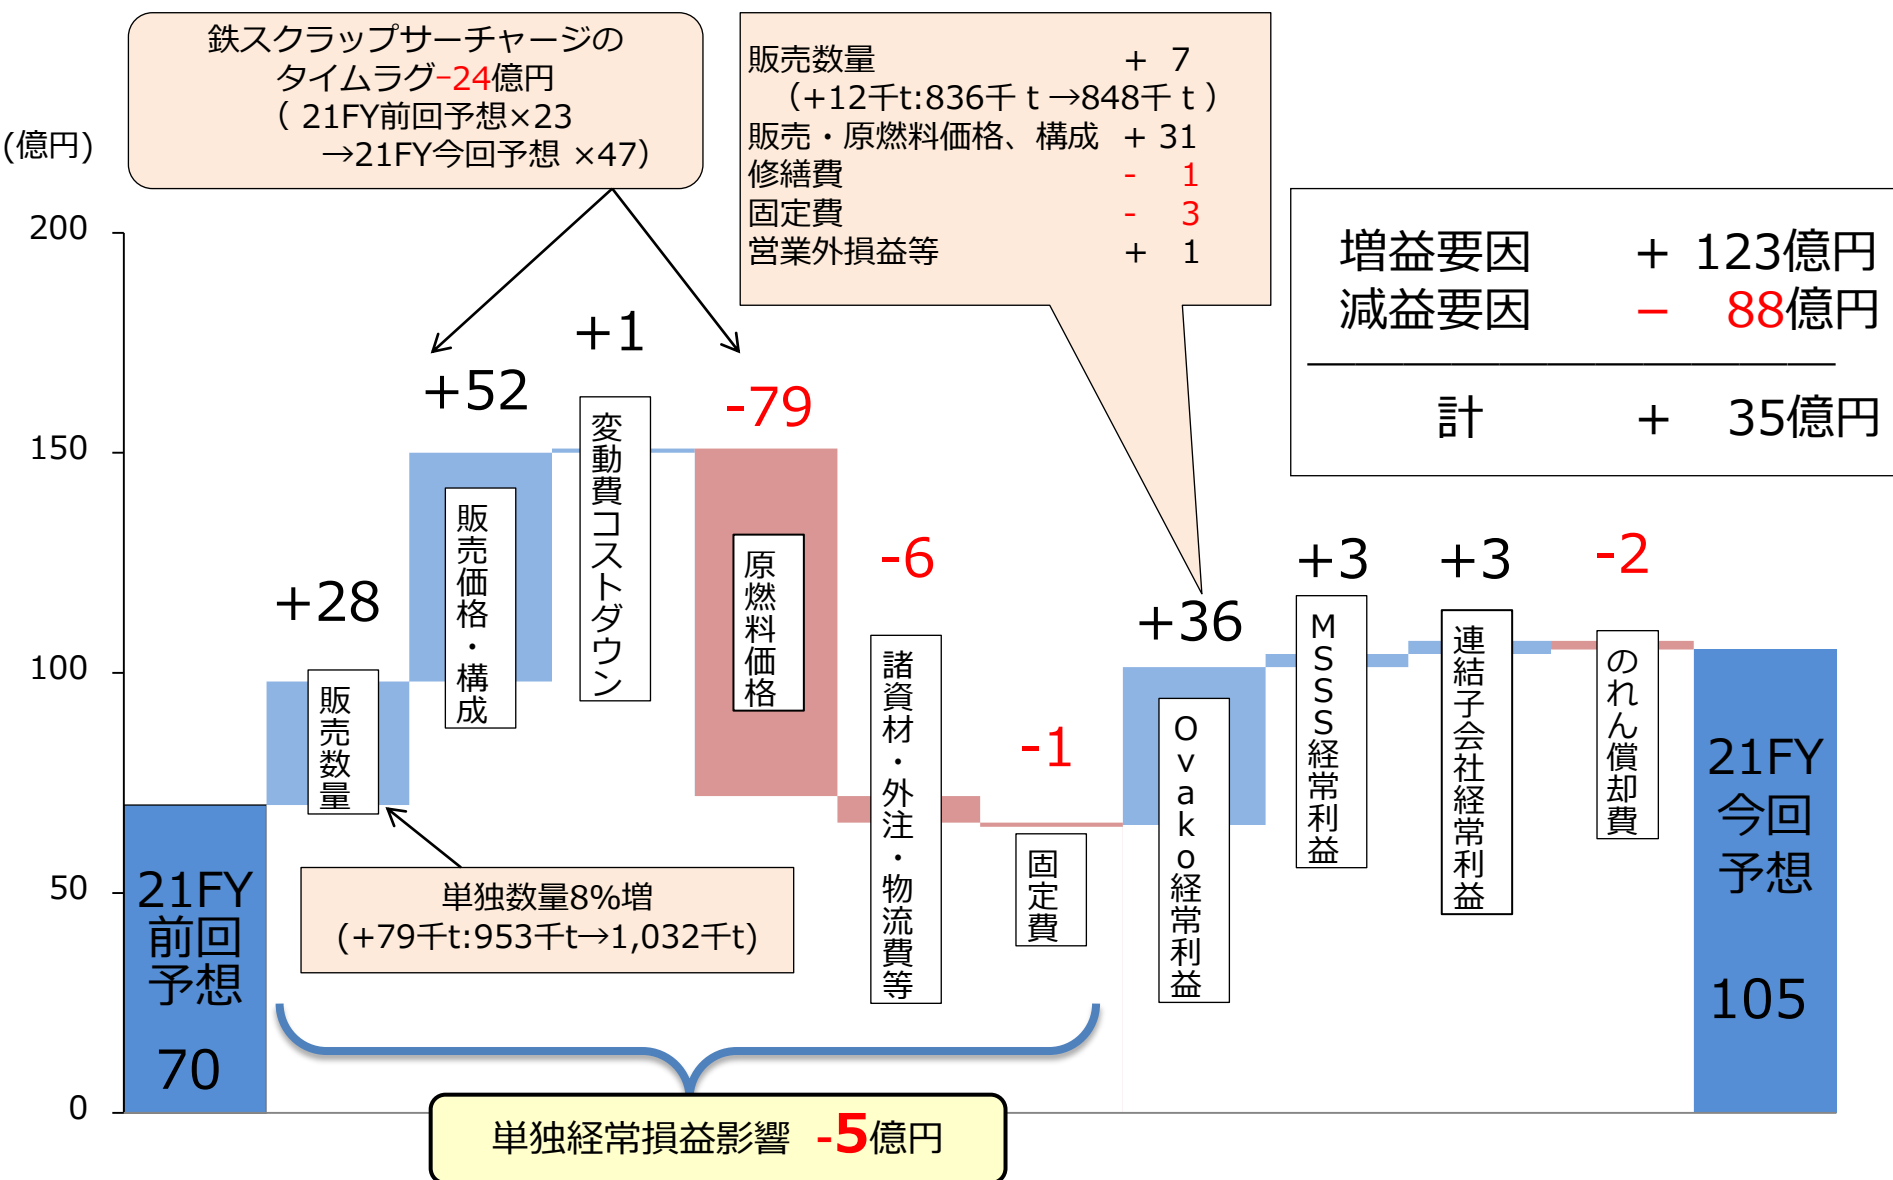 鉄スクラップサーチャージの
タイムラグ−24億円
( 21FY前回予想×23
→21FY今回予想 ×47)
販売数量 + 7
(+12千t:836千ｔ→848千ｔ)
販売・原燃料価格、構成 + 31
修繕費 - 1
固定費 - 3
営業外損益等 + 1
(億円)
増益要因 + 123億円
減益要因 − 88億円
計 + 35億円
200
150
100
50
0
+28
+52
+1
-79
-6
-1
+36
+3
+3
-2
21FY
前回
予想
70
販売数量
販売価格・構成
変動費コストダウン
原燃料価格
諸資材・外注・物流費等
固定費
Ovako経常利益
MSSS経常利益
連結子会社経常利益
のれん償却費
21FY
今回
予想
105
単独数量8%増
(+79千t:953千t→1,032千t)
単独経常損益影響 -5億円